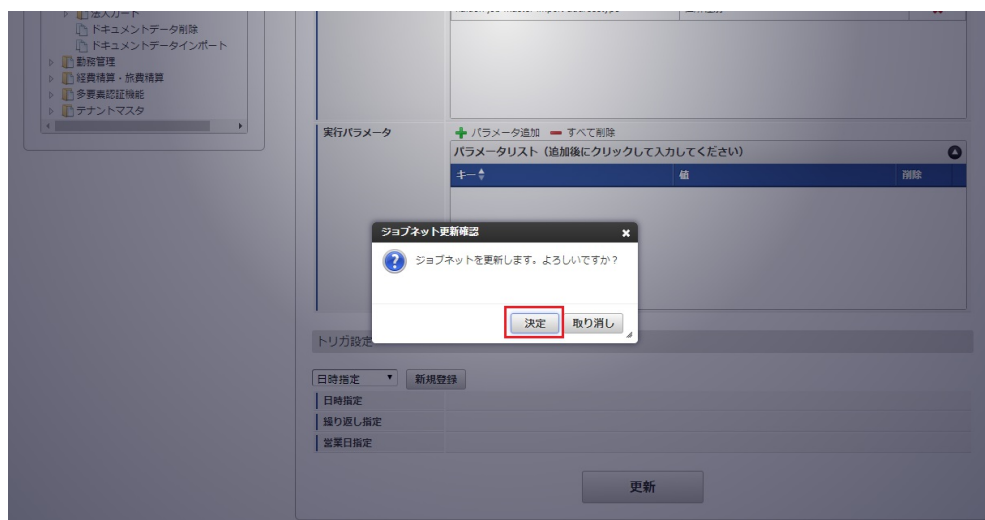 法人カード
ドキュメントデータ削除
ドキュメントデータインポート
勤務管理
経費精算・旅費精算
多要素認証機能
テナントマスタ
実行パラメータ
パラメータ追加 すべて削除
パラメータリスト（追加後にクリックして入力してください）
キー 値 削除
ジョブネット更新確認
ジョブネットを更新します。よろしいですか？
決定 取り消し
トリガ設定
日時指定 新規登録
日時指定
繰り返し指定
営業日指定
更新